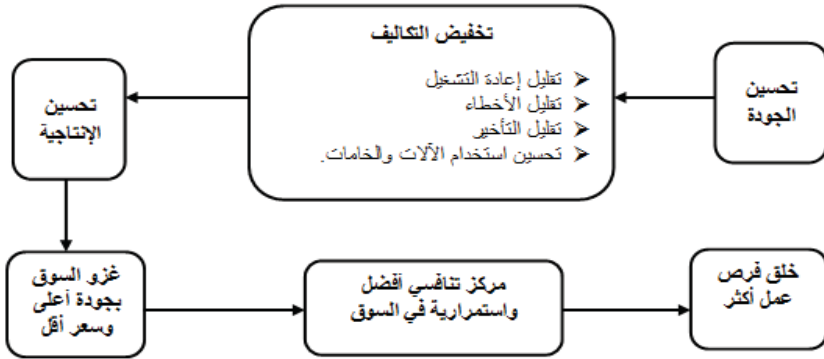 تحسين
الجودة
تخفيض التكاليف
تقليل إعادة التشغيل
تقليل الأخطاء
تقليل التأخير
تحسين استخدام الآلات والخامات.
تحسين
الإنتاجية
غزو السوق
بجودة أعلى
وسعر أقل
مركز تنافسي أفضل
واستمرارية في السوق
خلق فرص
عمل أكثر